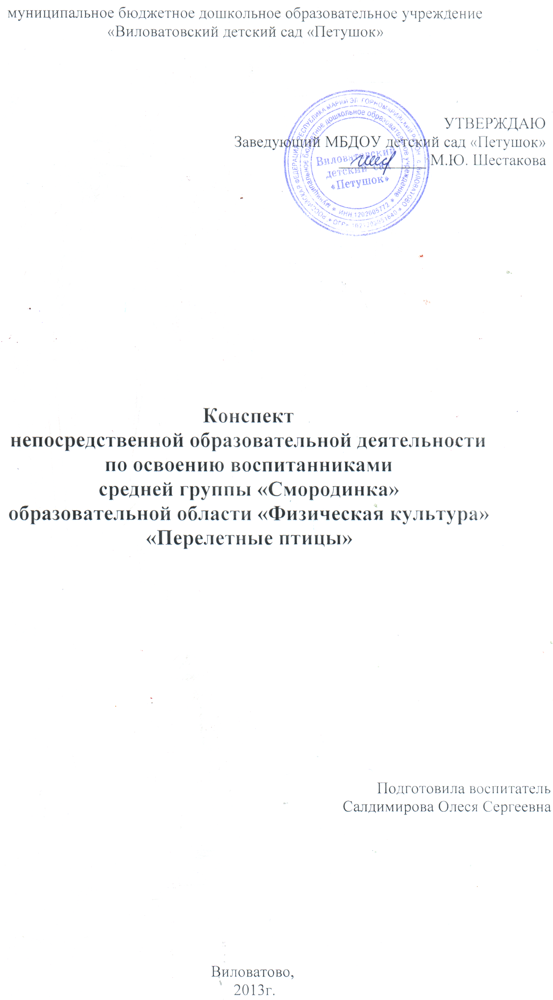 муниципальное бюджетное дошкольное образовательное учреждение
«Виловатовский детский сад «Петушок»
УТВЕРЖДАЮ
Заведующий МБДОУ детский сад «Петушок»
М.Ю. Шестакова
РОССИЙСКАЯ ФЕДЕРАЦИЯ РЕСПУБЛИКА МАРИЙ ЭЛ ГОРНОМАРИЙСКИЙ РАЙОН с. ВИЛОВАТОВО
муниципальное бюджетное дошкольное образовательное учреждение
* ИНН 1202005772 *
Виловатовский
детский сад
«Петушок»
Конспект
непосредственной образовательной деятельности
по освоению воспитанниками
средней группы «Смородинка»
образовательной области «Физическая культура»
«Перелетные птицы»
Подготовила воспитатель
Салдимирова Олеся Сергеевна
Виловатово,
2013г.